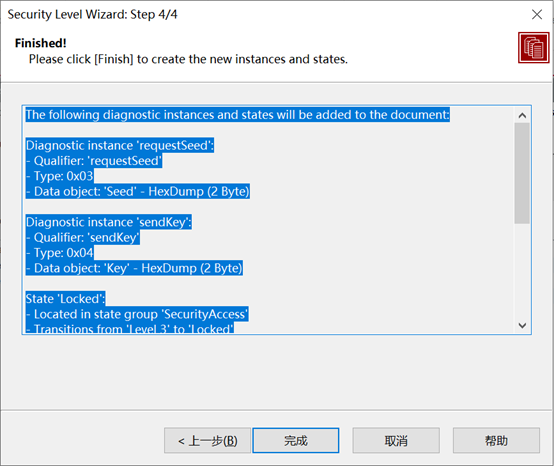 Security Level Wizard: Step 4/4
Finished!
Please click [Finish] to create the new instances and states.
The following diagnostic instances and states will be added to the document:
Diagnostic instance 'requestSeed':
- Qualifier: 'requestSeed'
- Type: 0x03
- Data object: 'Seed' - HexDump (2 Byte)
Diagnostic instance 'sendKey':
- Qualifier: 'sendKey'
- Type: 0x04
- Data object: 'Key' - HexDump (2 Byte)
State 'Locked':
- Located in state group 'SecurityAccess'
- Transitions from 'Level 3' to 'Locked'
< 上一步(B)
完成
取消
帮助